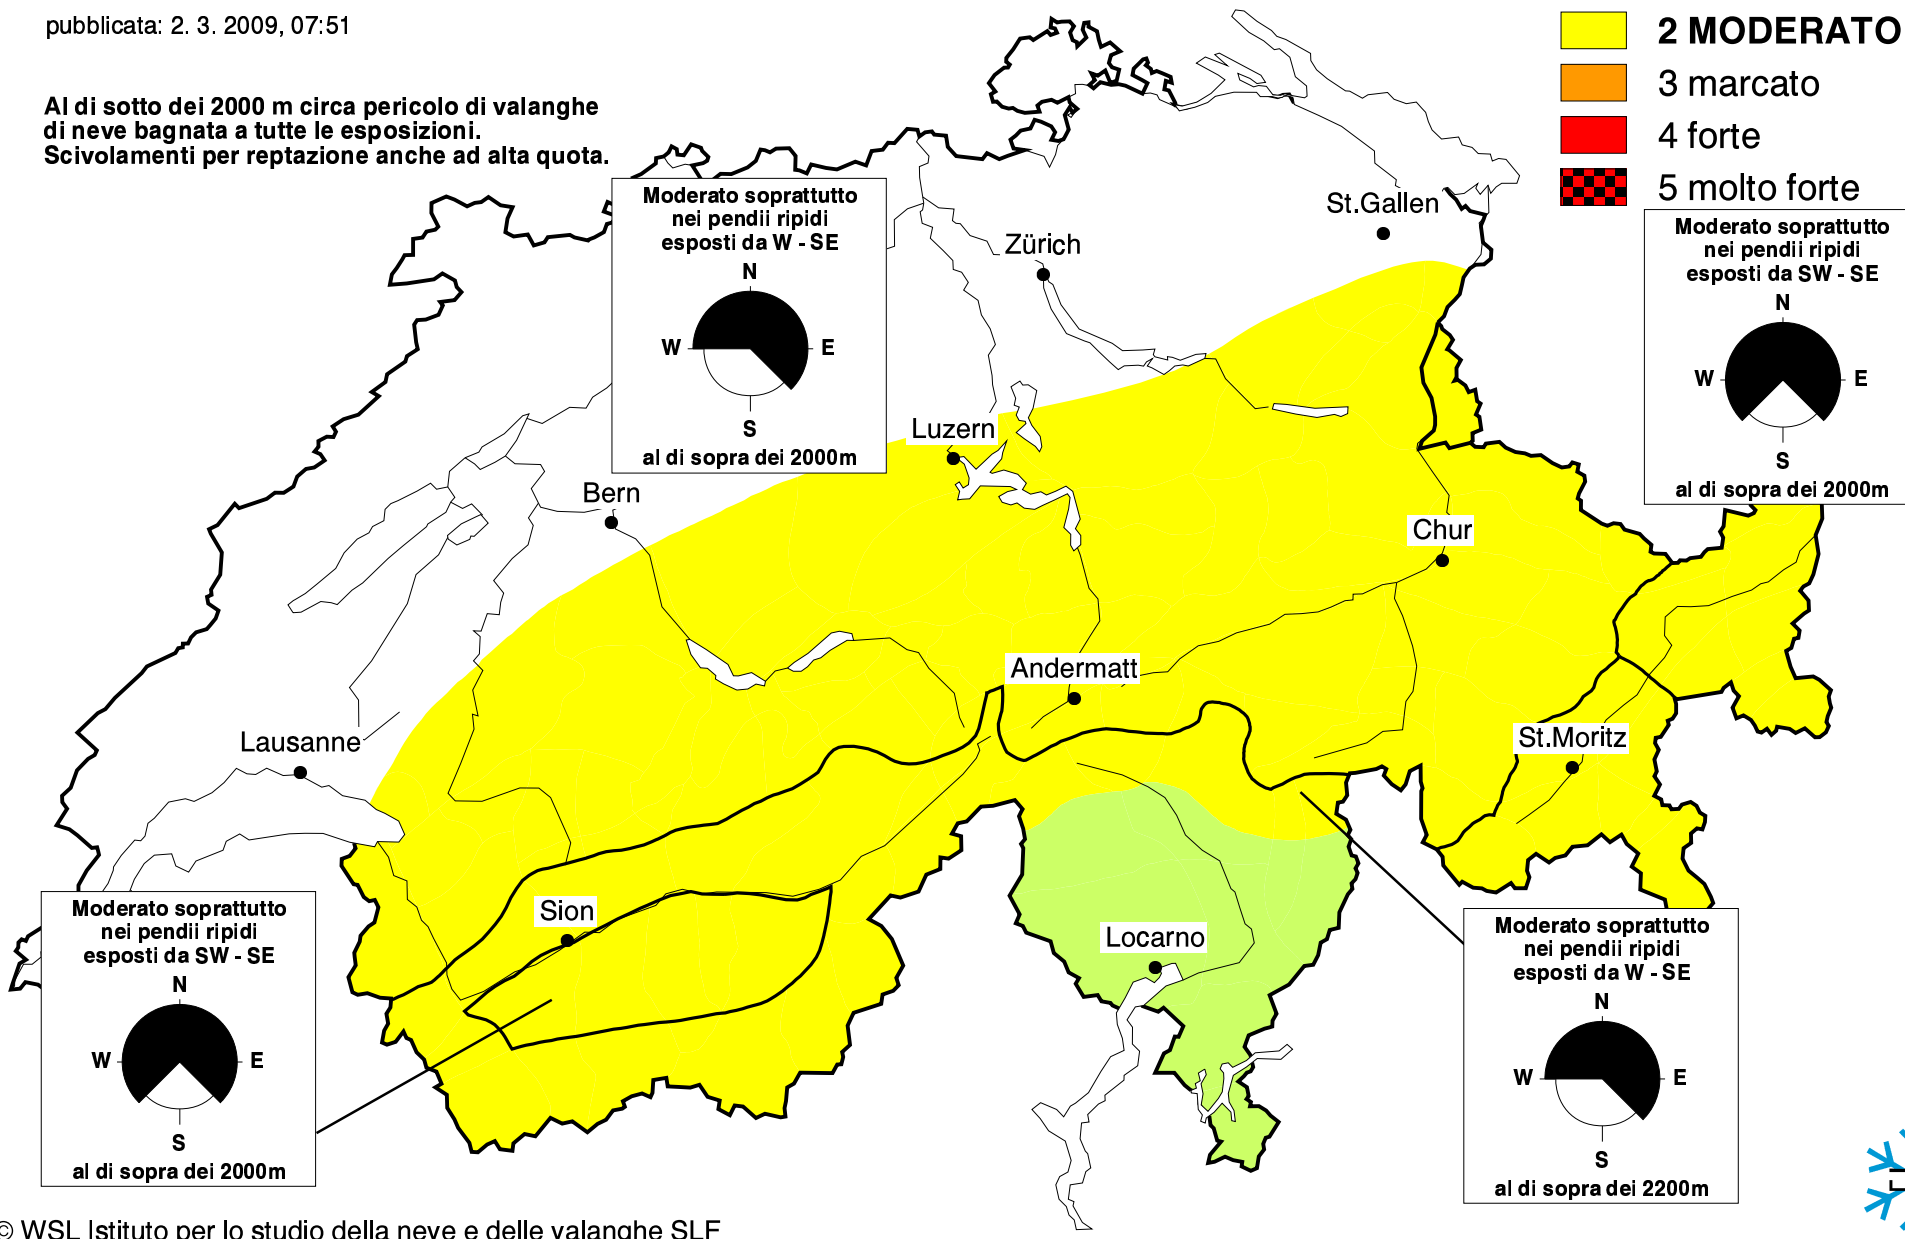 pubblicata: 2. 3. 2009, 07:51
Al di sotto dei 2000 m circa pericolo di valanghe
di neve bagnata a tutte le esposizioni.
Scivolamenti per reptazione anche ad alta quota.
2 MODERATO
3 marcato
4 forte
5 molto forte
Moderato soprattutto
nei pendii ripidi
esposti da W - SE
N
W
E
S
al di sopra dei 2000m
Moderato soprattutto
nei pendii ripidi
esposti da SW - SE
N
W
E
S
al di sopra dei 2000m
St.Gallen
Zürich
Luzern
Bern
Chur
Andermatt
Lausanne
St.Moritz
Sion
Locarno
Moderato soprattutto
nei pendii ripidi
esposti da SW - SE
N
W
E
S
al di sopra dei 2000m
Moderato soprattutto
nei pendii ripidi
esposti da W - SE
N
W
E
S
al di sopra dei 2200m
© WSL Istituto per lo studio della neve e delle valanghe SLF